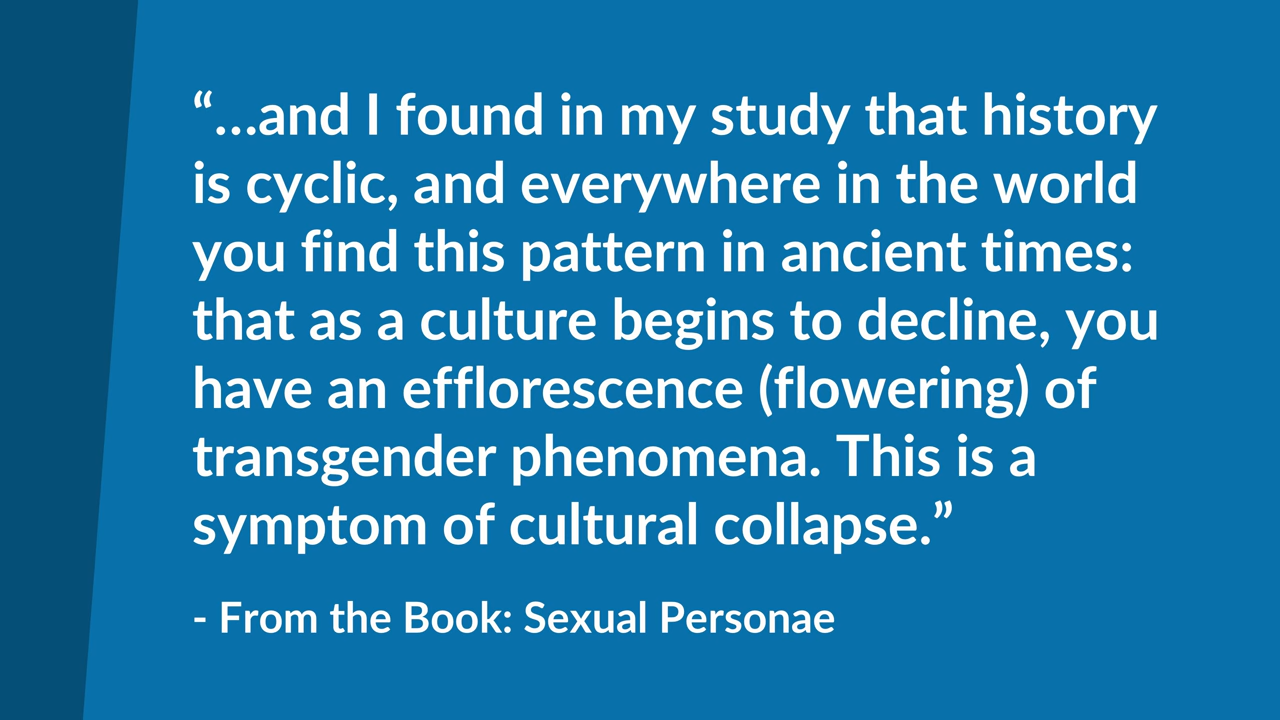 “...and I found in my study that history
is cyclic, and everywhere in the world
you find this pattern in ancient times:
that as a culture begins to decline, you
have an efflorescence (flowering) of
transgender phenomena. This is a
symptom of cultural collapse.”
- From the Book: Sexual Personae